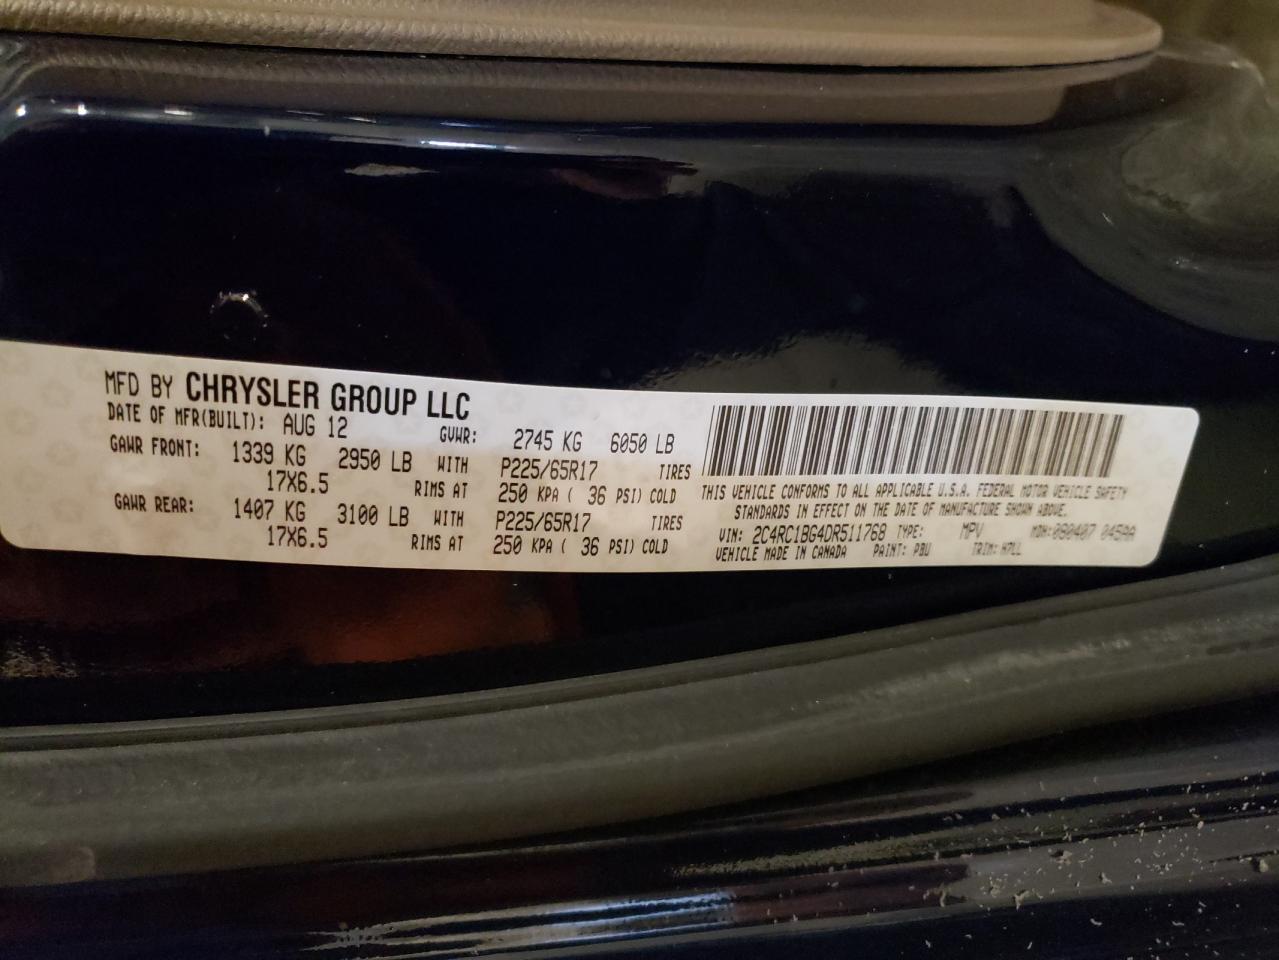 MFD BY CHRYSLER GROUP LLC
DATE OF MFR(BUILT): AUG 12 GVWR: 2745 KG 6050 LB
GAWR FRONT: 1339 KG 2950 LB WITH P225/65R17 TIRES
17X6.5 RIMS AT 250 KPA ( 36 PSI) COLD
GAWR REAR: 1407 KG 3100 LB WITH P225/65R17 TIRES
17X6.5 RIMS AT 250 KPA ( 36 PSI) COLD
THIS VEHICLE CONFORMS TO ALL APPLICABLE U.S.A. FEDERAL MOTOR VEHICLE SAFETY
STANDARDS IN EFFECT ON THE DATE OF MANUFACTURE SHOWN ABOVE.
VIN: 2C4RC1BG4DR511768 TYPE: MPV MDH: 080407 045AA
VEHICLE MADE IN CANADA PAINT: PBU TRIM: